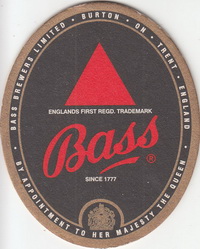 BASS BREWERS LIMITED • BURTON • ON • TRENT • ENGLAND
ENGLANDS FIRST REGD. TRADEMARK
Bass ®
SINCE 1777
• BY APPOINTMENT TO HER MAJESTY THE QUEEN •